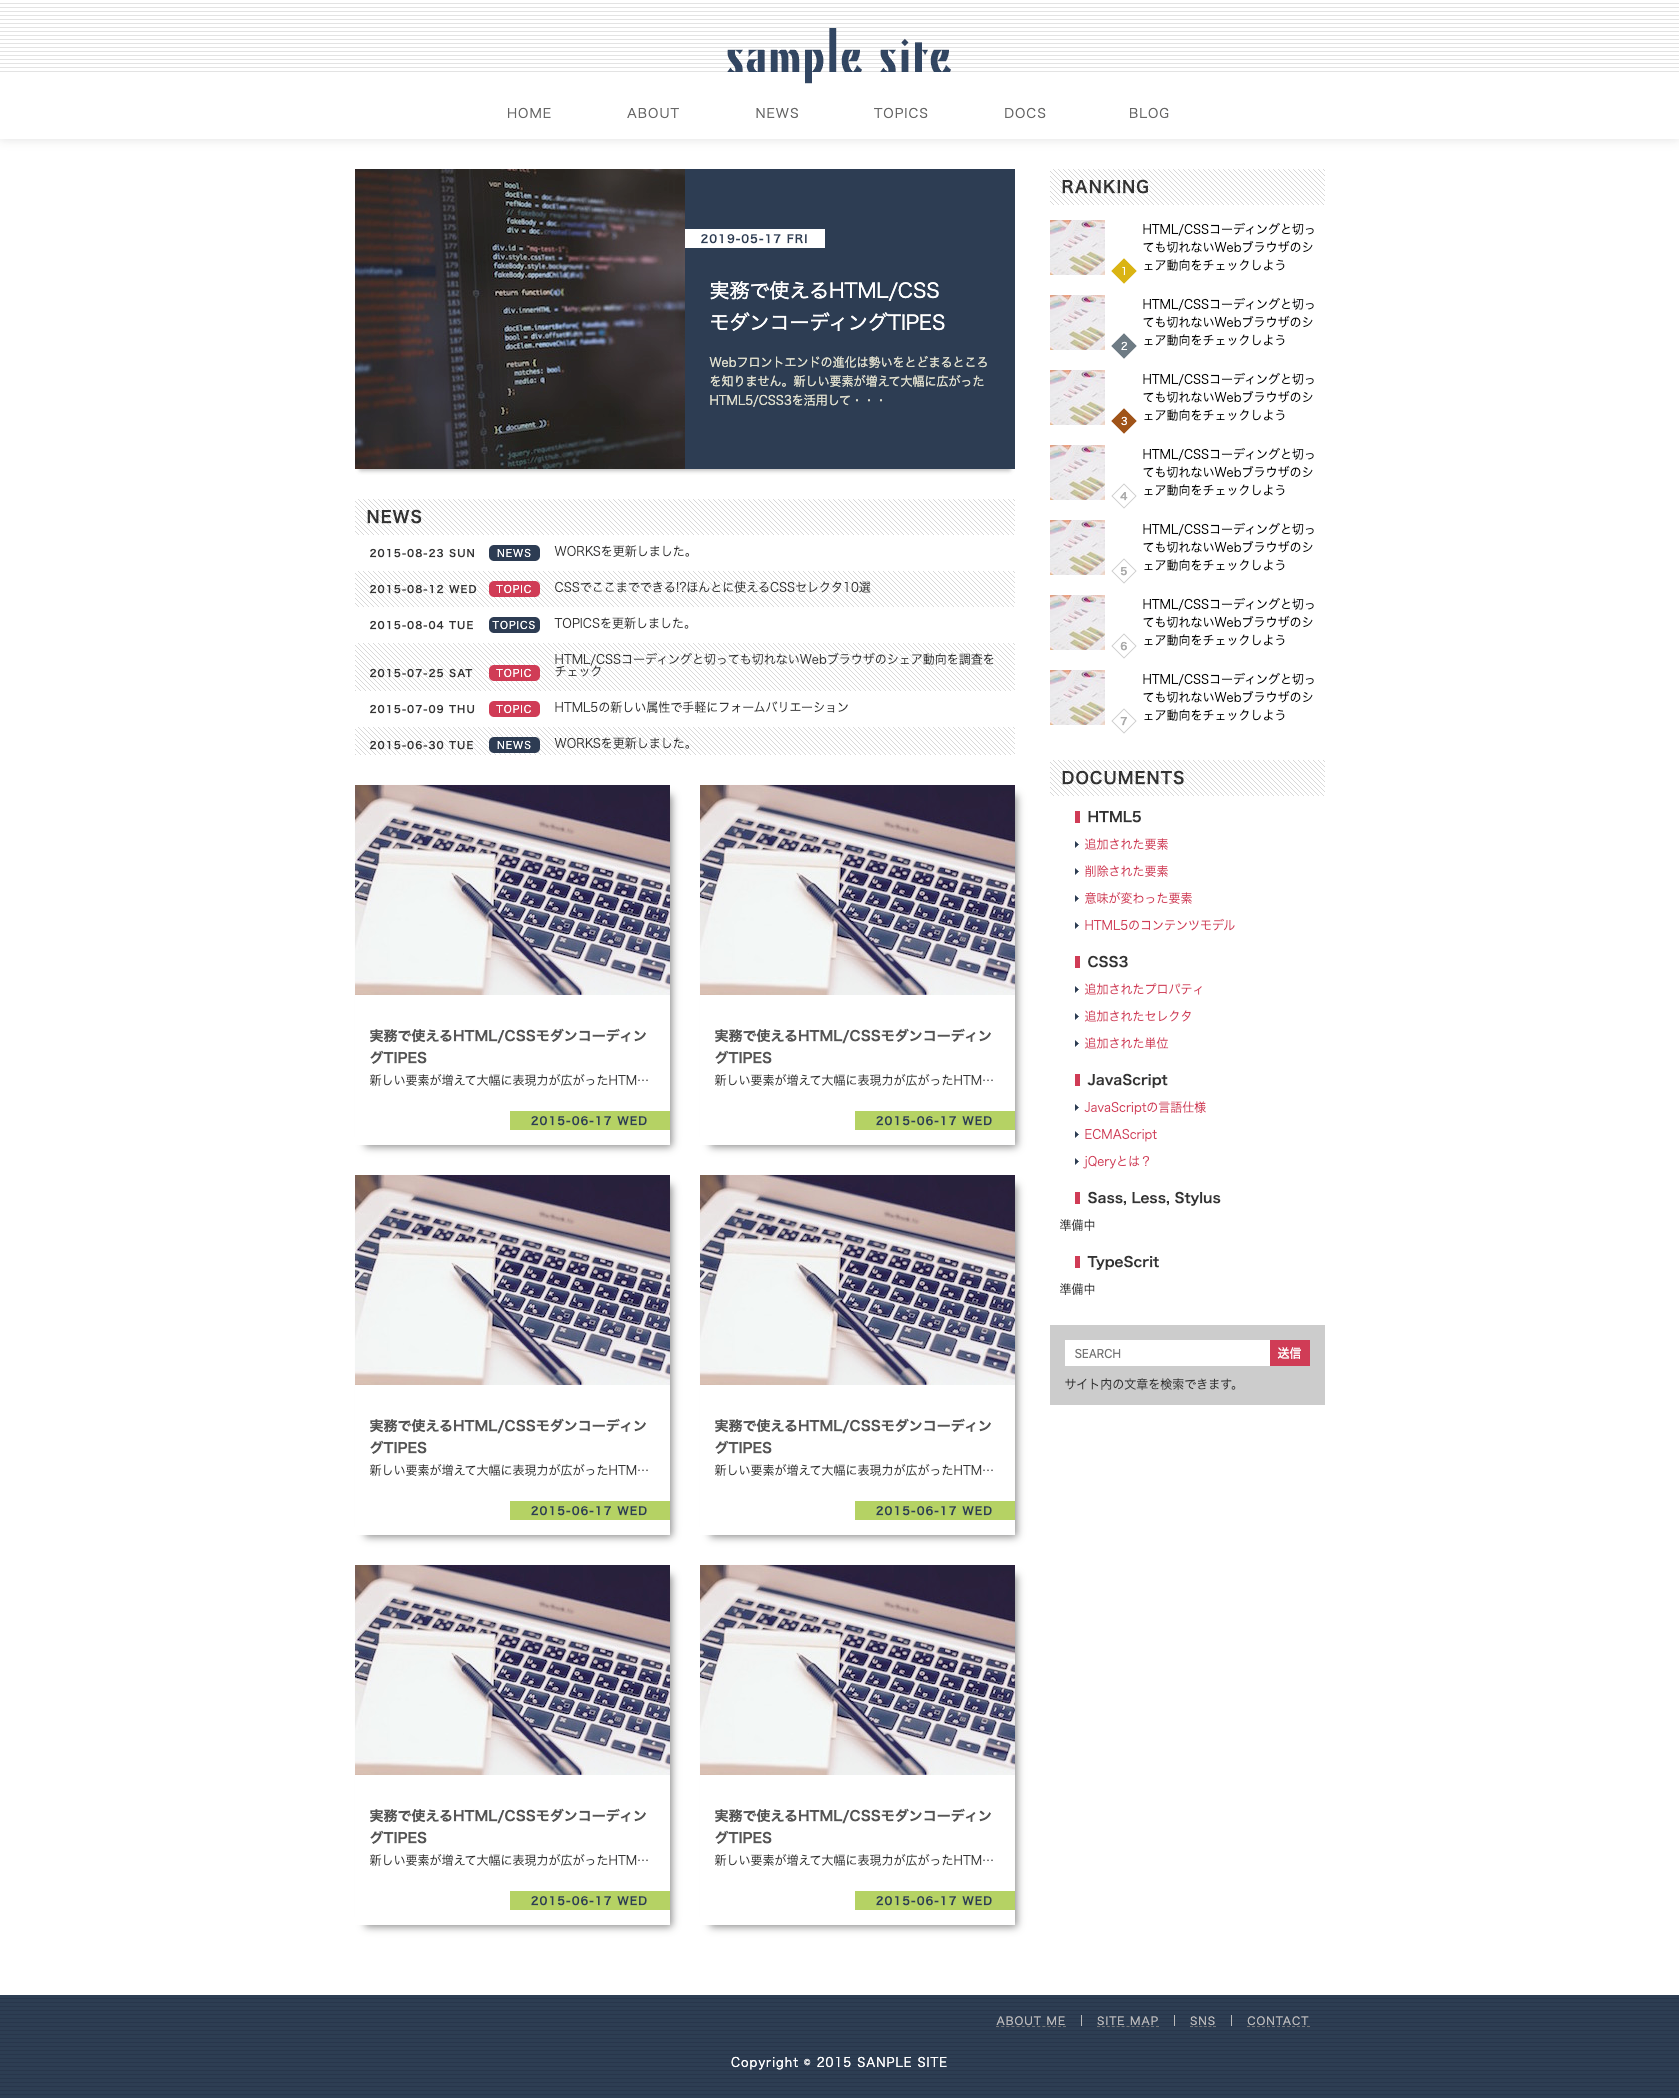 sample site
HOME
ABOUT
NEWS
TOPICS
DOCS
BLOG
2019-05-17 FRI
実務で使えるHTML/CSS
モダンコーディングTIPES
Webフロントエンドの進化は勢いをとどまるところ
を知りません。新しい要素が増えて大幅に広がった
HTML5/CSS3を活用して・・・
NEWS
2015-08-23 SUN NEWS WORKSを更新しました。
2015-08-12 WED TOPIC CSSでここまでできる!?ほんとに使えるCSSセレクタ10選
2015-08-04 TUE TOPICS TOPICSを更新しました。
2015-07-25 SAT TOPIC HTML/CSSコーディングと切っても切れないWebブラウザのシェア動向を調査を
チェック
2015-07-09 THU TOPIC HTML5の新しい属性で手軽にフォームバリエーション
2015-06-30 TUE NEWS WORKSを更新しました。
実務で使えるHTML/CSSモダンコーディン
グTIPES
新しい要素が増えて大幅に表現力が広がったHTM…
2015-06-17 WED
実務で使えるHTML/CSSモダンコーディン
グTIPES
新しい要素が増えて大幅に表現力が広がったHTM…
2015-06-17 WED
実務で使えるHTML/CSSモダンコーディン
グTIPES
新しい要素が増えて大幅に表現力が広がったHTM…
2015-06-17 WED
実務で使えるHTML/CSSモダンコーディン
グTIPES
新しい要素が増えて大幅に表現力が広がったHTM…
2015-06-17 WED
実務で使えるHTML/CSSモダンコーディン
グTIPES
新しい要素が増えて大幅に表現力が広がったHTM…
2015-06-17 WED
実務で使えるHTML/CSSモダンコーディン
グTIPES
新しい要素が増えて大幅に表現力が広がったHTM…
2015-06-17 WED
RANKING
1
HTML/CSSコーディングと切っ
ても切れないWebブラウザのシ
ェア動向をチェックしよう
2
HTML/CSSコーディングと切っ
ても切れないWebブラウザのシ
ェア動向をチェックしよう
3
HTML/CSSコーディングと切っ
ても切れないWebブラウザのシ
ェア動向をチェックしよう
4
HTML/CSSコーディングと切っ
ても切れないWebブラウザのシ
ェア動向をチェックしよう
5
HTML/CSSコーディングと切っ
ても切れないWebブラウザのシ
ェア動向をチェックしよう
6
HTML/CSSコーディングと切っ
ても切れないWebブラウザのシ
ェア動向をチェックしよう
7
HTML/CSSコーディングと切っ
ても切れないWebブラウザのシ
ェア動向をチェックしよう
DOCUMENTS
HTML5
追加された要素
削除された要素
意味が変わった要素
HTML5のコンテンツモデル
CSS3
追加されたプロパティ
追加されたセレクタ
追加された単位
JavaScript
JavaScriptの言語仕様
ECMAScript
jQeryとは？
Sass, Less, Stylus
準備中
TypeScrit
準備中
SEARCH 送信
サイト内の文章を検索できます。
ABOUT ME | SITE MAP | SNS | CONTACT
Copyright © 2015 SANPLE SITE